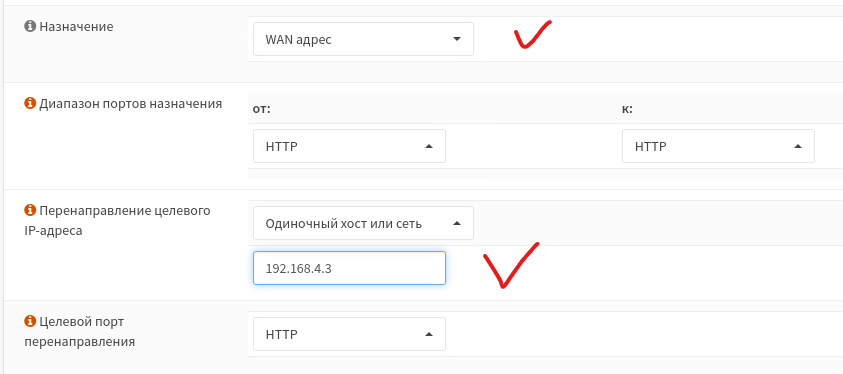 Назначение
WAN адрес
Диапазон портов назначения
от:
к:
HTTP
HTTP
Перенаправление целевого
IP-адреса
Одиночный хост или сеть
192.168.4.3
Целевой порт
перенаправления
HTTP